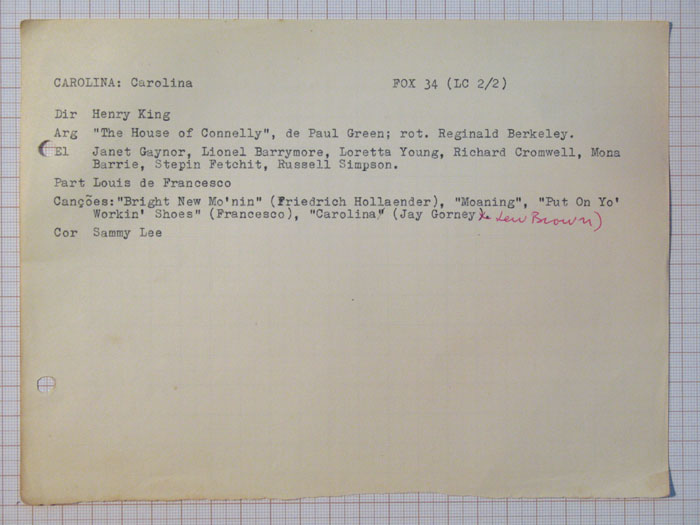 CAROLINA: Carolina FOX 34 (LC 2/2)
Dir Henry King
Arg "The House of Connelly", de Paul Green; rot. Reginald Berkeley.
El Janet Gaynor, Lionel Barrymore, Loretta Young, Richard Cromwell, Mona
Barrie, Stepin Fetchit, Russell Simpson.
Part Louis de Francesco
Canções:"Bright New Mo'nin" (Friedrich Hollaender), "Moaning", "Put On Yo'
Workin' Shoes" (Francesco), "Carolina" (Jay Gorney & Lew Brown)
Cor Sammy Lee